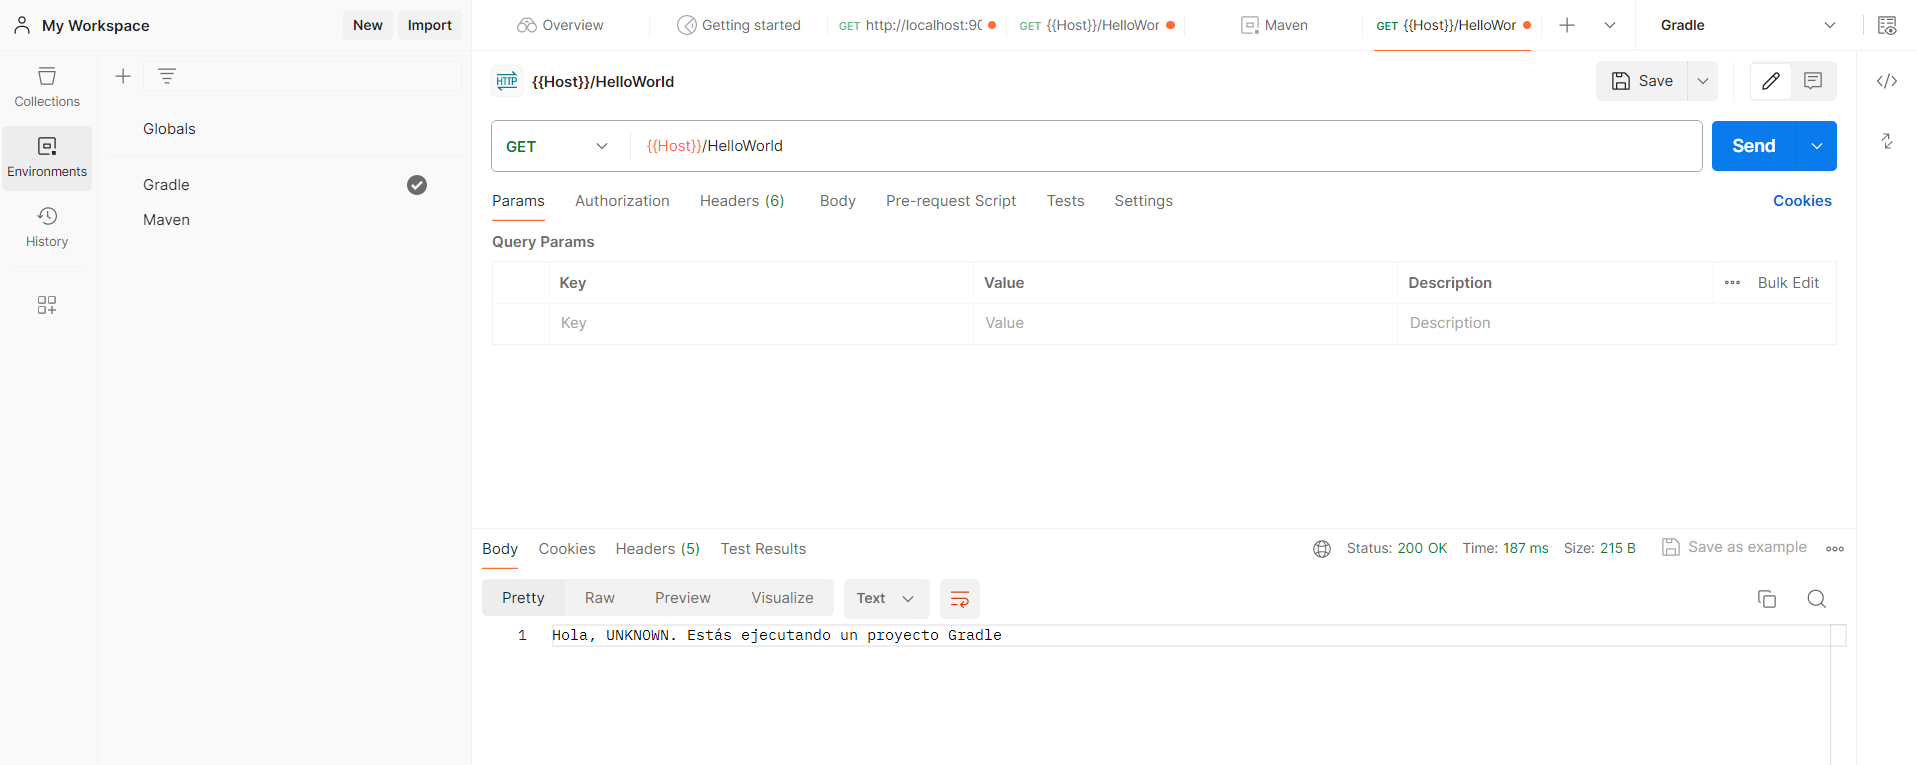 My Workspace
New
Import
Overview
Getting started
GET http://localhost:9
GET {{Host}}/HelloWor
Maven
GET {{Host}}/HelloWor
Gradle
Collections
Environments
History
Globals
Gradle
Maven
HTTP
{{Host}}/HelloWorld
Save
GET
{{Host}}/HelloWorld
Send
Params
Authorization
Headers (6)
Body
Pre-request Script
Tests
Settings
Cookies
Query Params
Key
Value
Description
Bulk Edit
Key
Value
Description
Body
Cookies
Headers (5)
Test Results
Status: 200 OK
Time: 187 ms
Size: 215 B
Save as example
Pretty
Raw
Preview
Visualize
Text
1
Hola, UNKNOWN. Estás ejecutando un proyecto Gradle